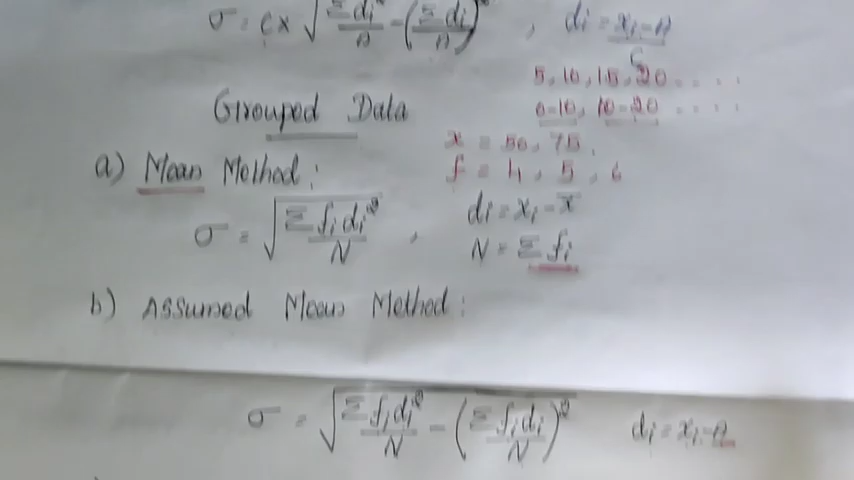 σ = c× √(Σdi²/n − (Σdi/n)²) , di = xi−A/c
5, 10, 15, 20 . . . .
Grouped Data 0-10, 10-20 . . . .
x = 50, 75,
a) Mean Method: f = 4, 5, 6
σ = √(Σfidi²/N) , di = xi−x̄
N = Σfi
b) Assumed Mean Method:
σ = √(Σfidi²/N − (Σfidi/N)²) di = xi−A